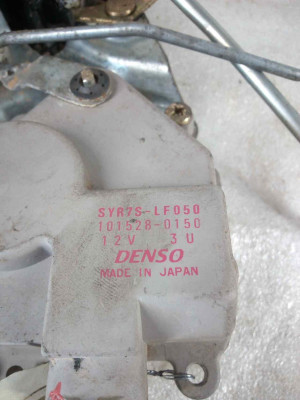 SYR7S-LF050
101528-0150
12V 3U
DENSO
MADE IN JAPAN